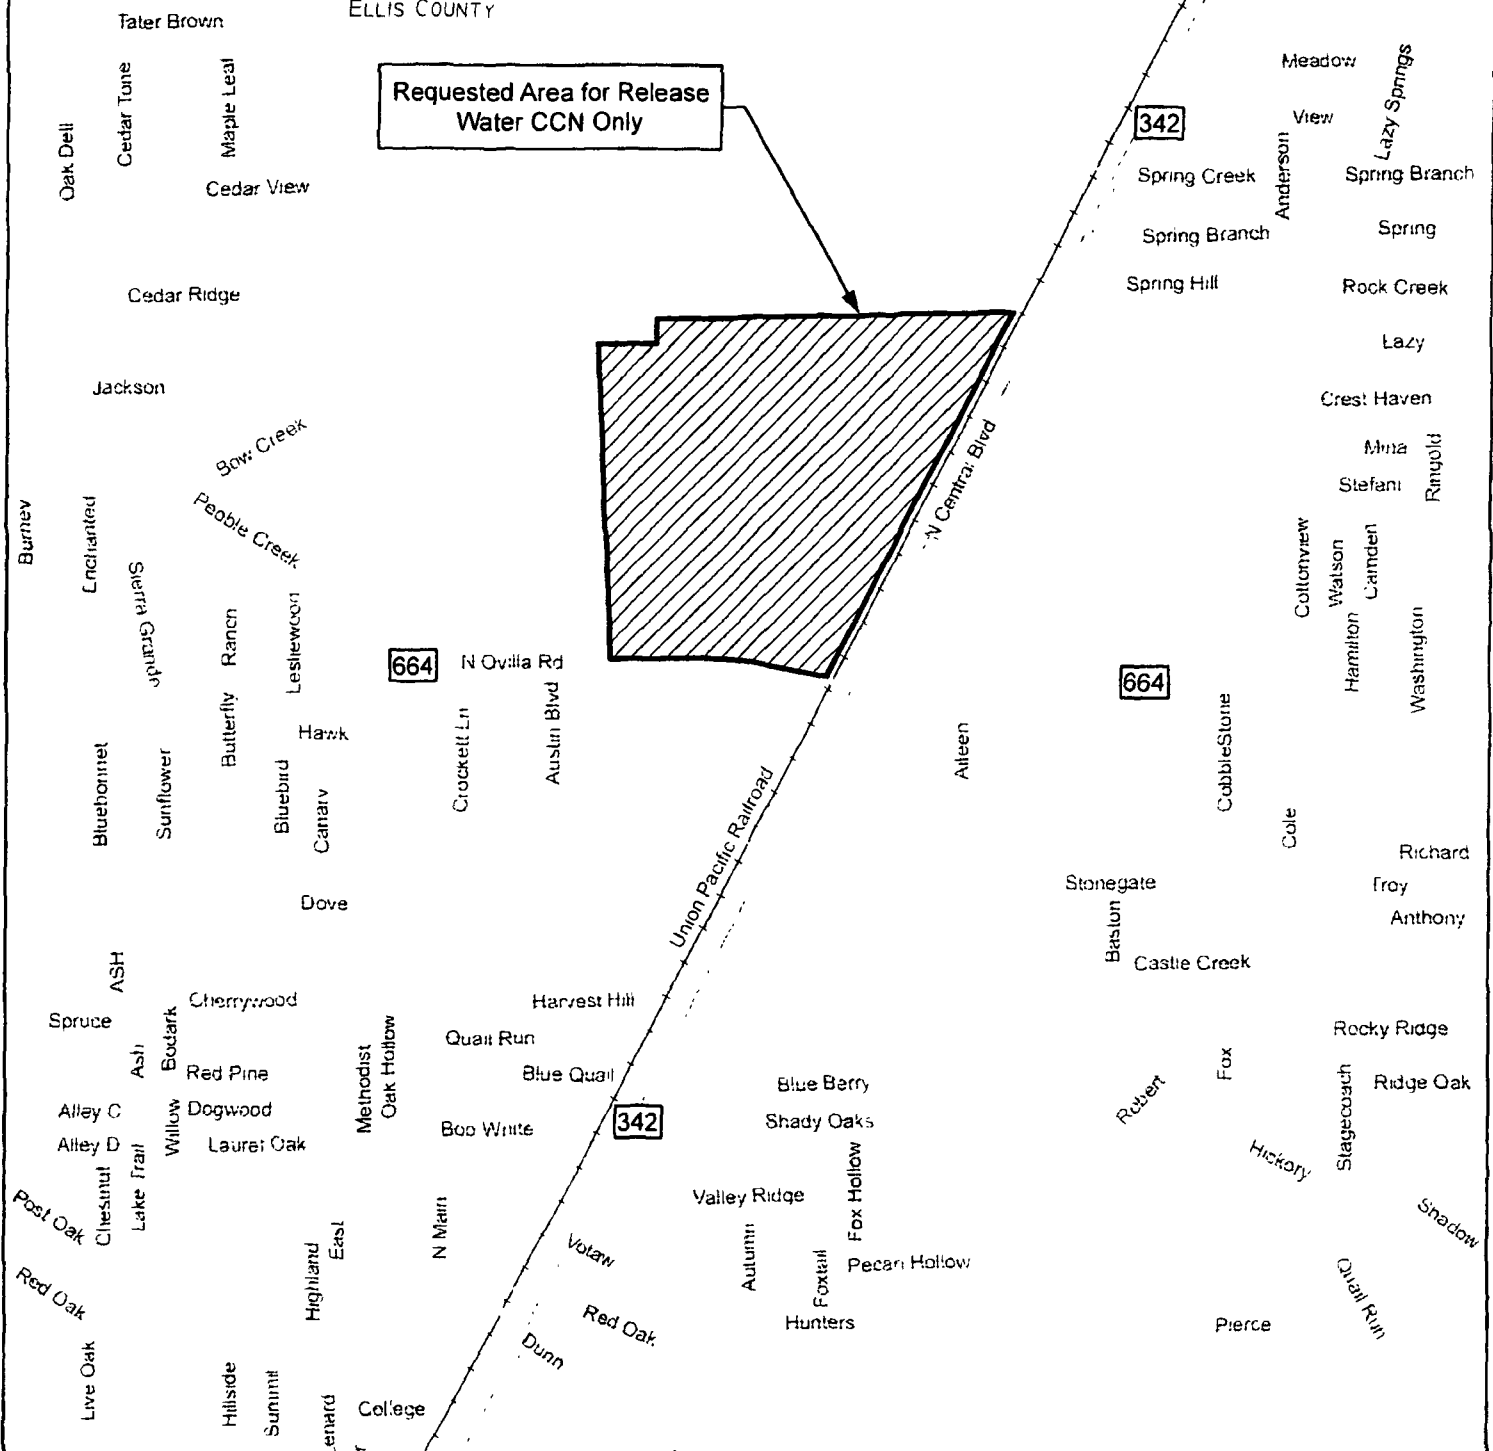 ELLIS COUNTY
Tater Brown
Meadow
Cedar Tune
Maple Leaf
Lazy Springs
Requested Area for Release
Water CCN Only
342
View
Oak Dell
Anderson
Spring Creek
Spring Branch
Cedar View
Spring Branch
Spring
Spring Hill
Rock Creek
Cedar Ridge
Lazy
Jackson
Crest Haven
Bow Creek
N Central Blvd
Mina
Ringold
Stefani
Burney
Enchanted
Pebble Creek
Cottonview
Watson
Camden
Sierra Grande
Ranch
Lesliewood
Hamilton
Washington
664
N Ovilla Rd
664
Butterfly
Hawk
Crockett Ln
Austin Blvd
Aileen
CobbleStone
Bluebonnet
Sunflower
Bluebird
Canary
Union Pacific Railroad
Cole
Richard
Stonegate
Troy
Dove
Baston
Anthony
ASH
Castle Creek
Cherrywood
Harvest Hill
Spruce
Bodark
Quail Run
Rocky Ridge
Ash
Red Pine
Methodist
Oak Hollow
Blue Quail
Blue Berry
Fox
Ridge Oak
Robert
Alley C
Willow
Dogwood
342
Shady Oaks
Stagecoach
Alley D
Laurel Oak
Bob White
Hickory
Chestnut
Lake Trail
Valley Ridge
Fox Hollow
Post Oak
East
N Main
Shadow
Votaw
Autumn
Foxtail
Pecan Hollow
Red Oak
Highland
Quail Run
Red Oak
Hunters
Pierce
Dunn
Live Oak
Hillside
Summit
College